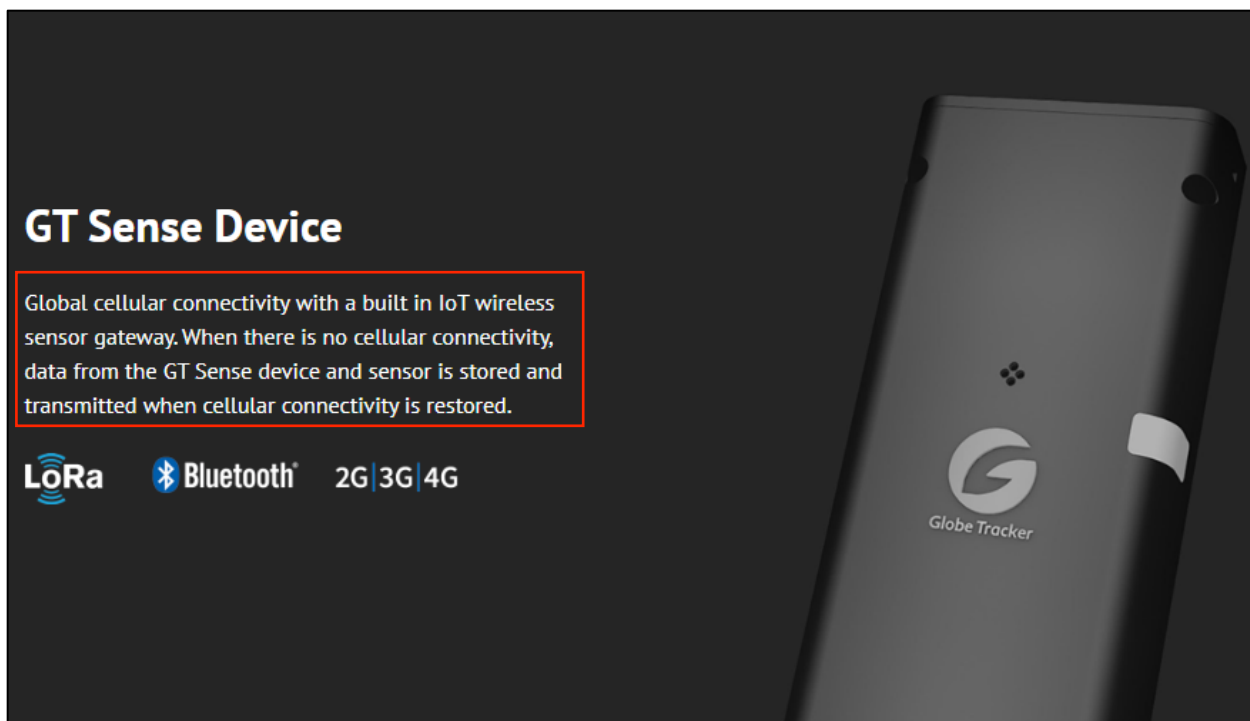 GT Sense Device
Global cellular connectivity with a built in IoT wireless
sensor gateway. When there is no cellular connectivity,
data from the GT Sense device and sensor is stored and
transmitted when cellular connectivity is restored.
LoRa Bluetooth® 2G|3G|4G
Globe Tracker